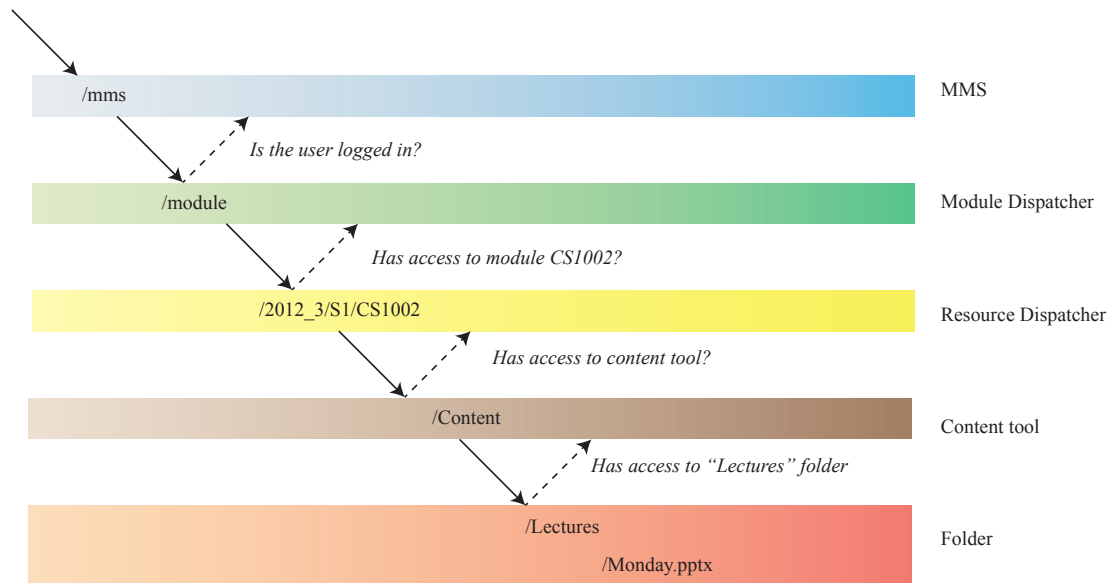 /mms
MMS
Is the user logged in?
/module
Module Dispatcher
Has access to module CS1002?
/2012_3/S1/CS1002
Resource Dispatcher
Has access to content tool?
/Content
Content tool
Has access to “Lectures” folder
/Lectures
Folder
/Monday.pptx